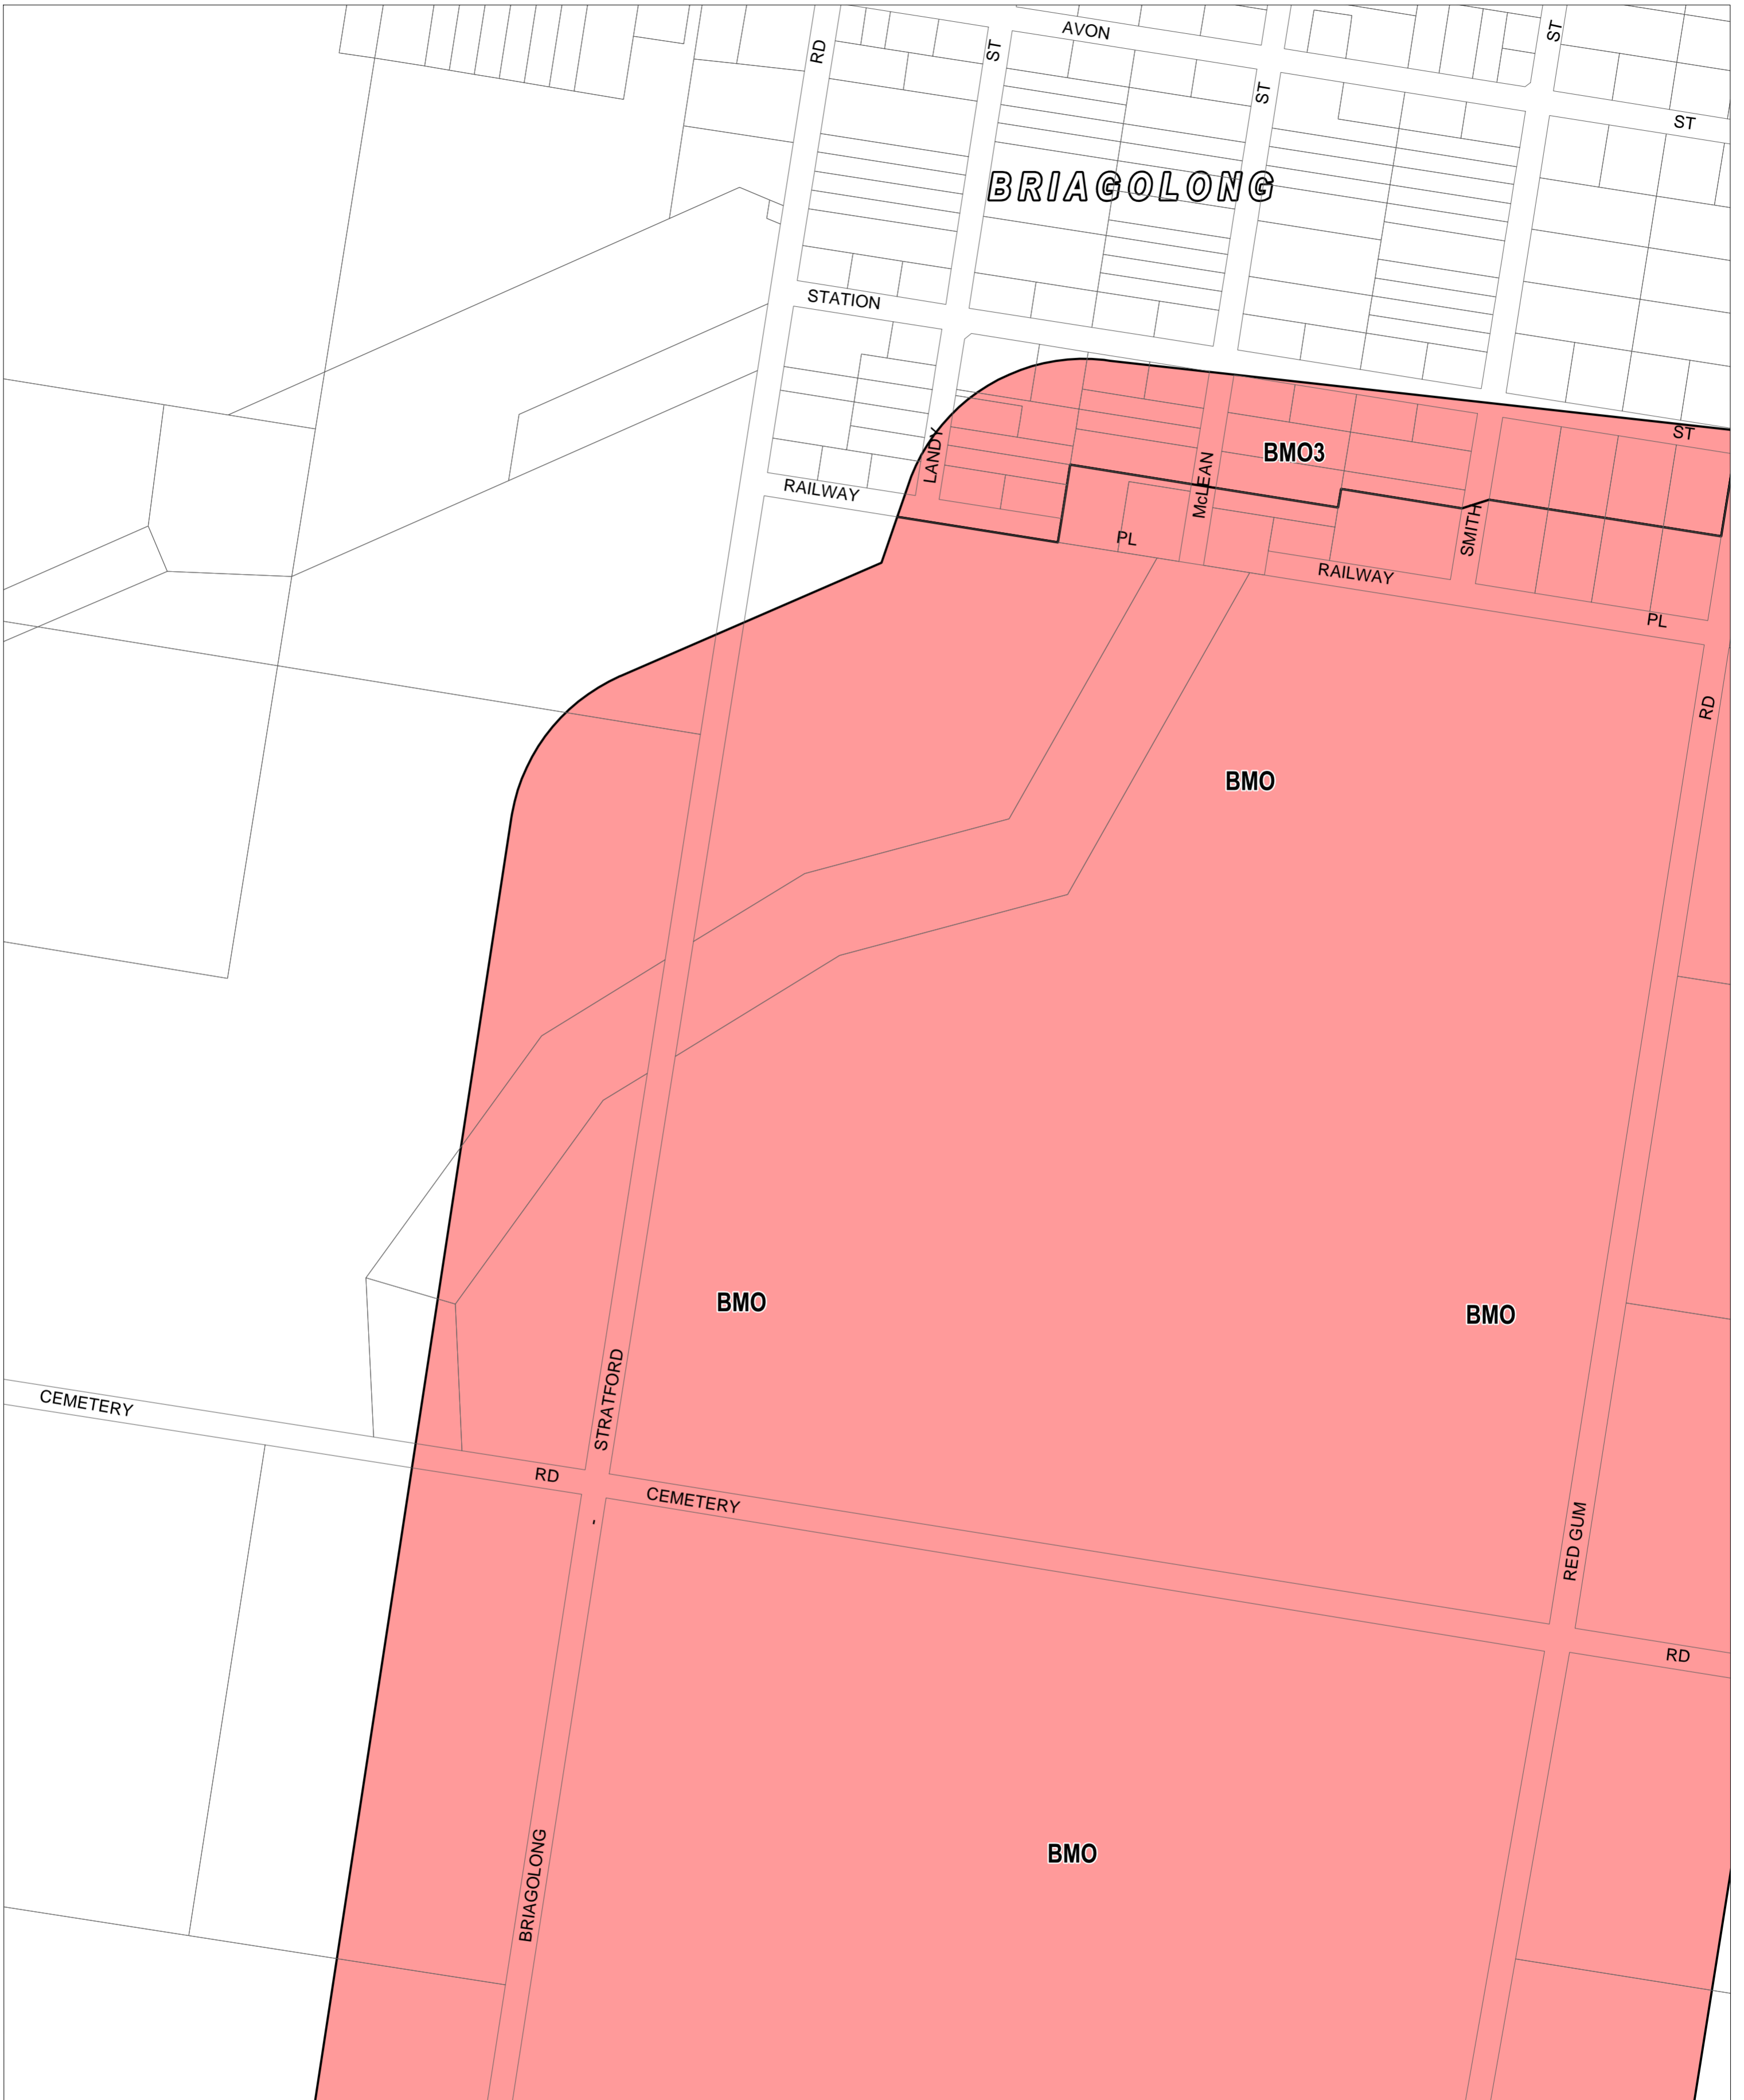 AVON
RD
ST
ST
ST
ST
BRIAGOLONG
STATION
ST
BMO3
LANDY
McLEAN
RAILWAY
SMITH
PL
RAILWAY
PL
RD
BMO
BMO
BMO
STRATFORD
CEMETERY
RD
CEMETERY
-
RED GUM
RD
BRIAGOLONG
BMO